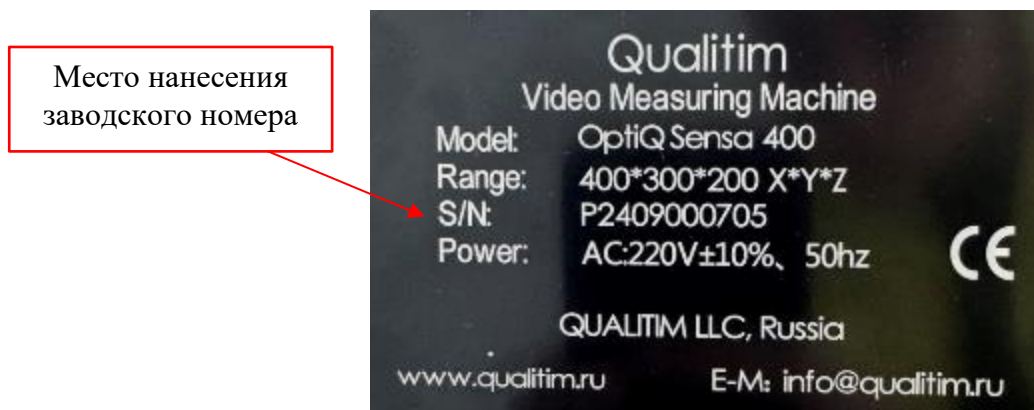 Место нанесения
заводского номера
Qualitim
Video Measuring Machine
Model: OptiQ Sensa 400
Range: 400*300*200 X*Y*Z
S/N: P2409000705
Power: AC:220V±10%、50hz
CE
QUALITIM LLC, Russia
www.qualitim.ru E-M: info@qualitim.ru